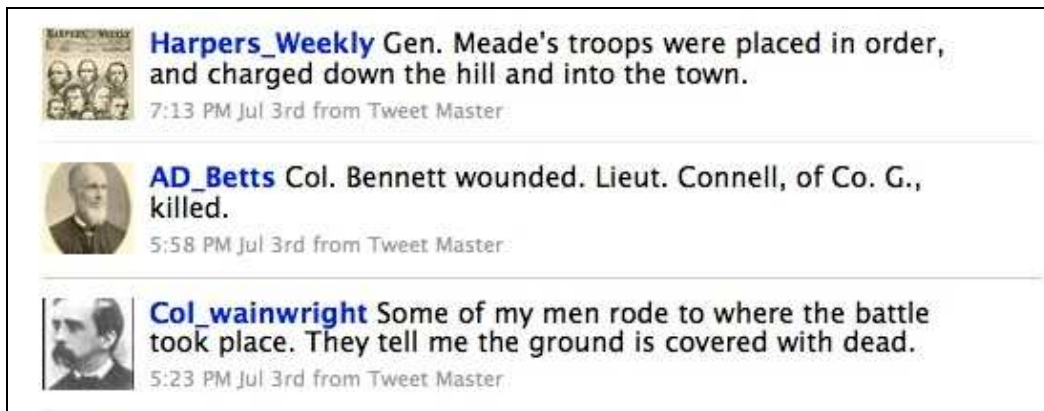 HARPERS WEEKLY
Harpers_Weekly Gen. Meade's troops were placed in order,
and charged down the hill and into the town.
7:13 PM Jul 3rd from Tweet Master
AD_Betts Col. Bennett wounded. Lieut. Connell, of Co. G.,
killed.
5:58 PM Jul 3rd from Tweet Master
Col_wainwright Some of my men rode to where the battle
took place. They tell me the ground is covered with dead.
5:23 PM Jul 3rd from Tweet Master